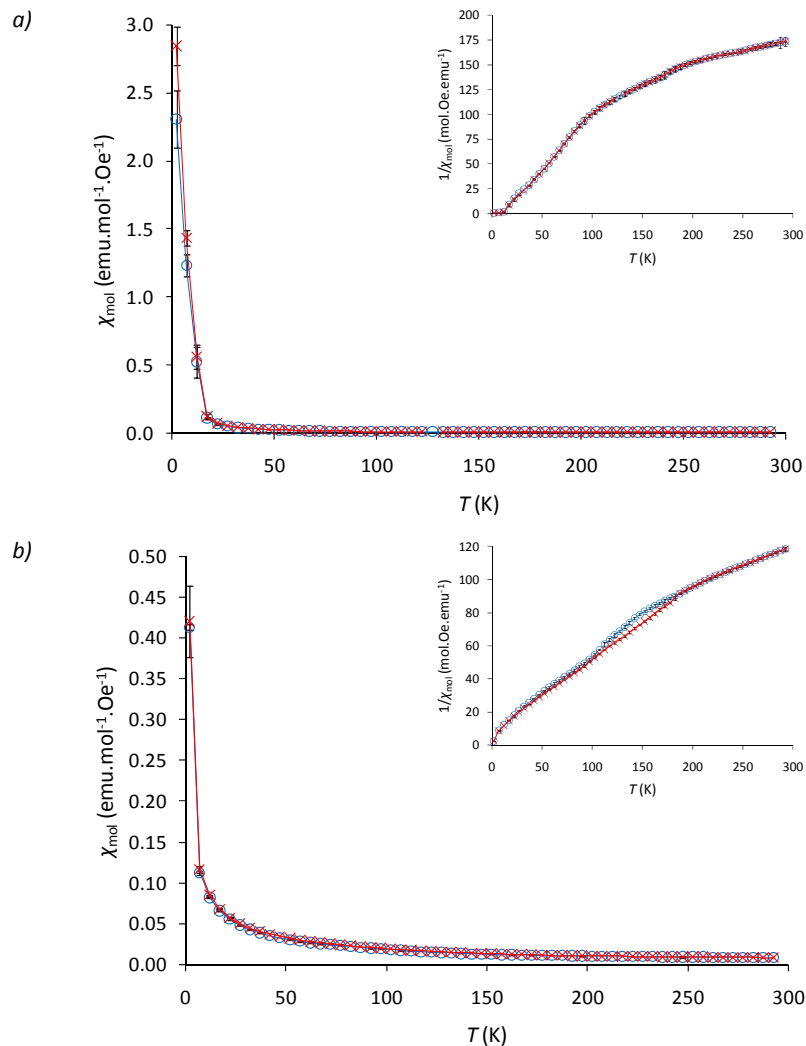 a)
3.0
2.5
2.0
1.5
1.0
0.5
0.0
χmol (emu.mol-1.Oe-1)
0 50 100 150 200 250 300
T (K)
175
150
125
100
75
50
25
0
1/χmol (mol.Oe.emu-1)
0 50 100 150 200 250 300
T (K)
b)
0.50
0.45
0.40
0.35
0.30
0.25
0.20
0.15
0.10
0.05
0.00
χmol (emu.mol-1.Oe-1)
0 50 100 150 200 250 300
T (K)
120
100
80
60
40
20
0
1/χmol (mol.Oe.emu-1)
0 50 100 150 200 250 300
T (K)